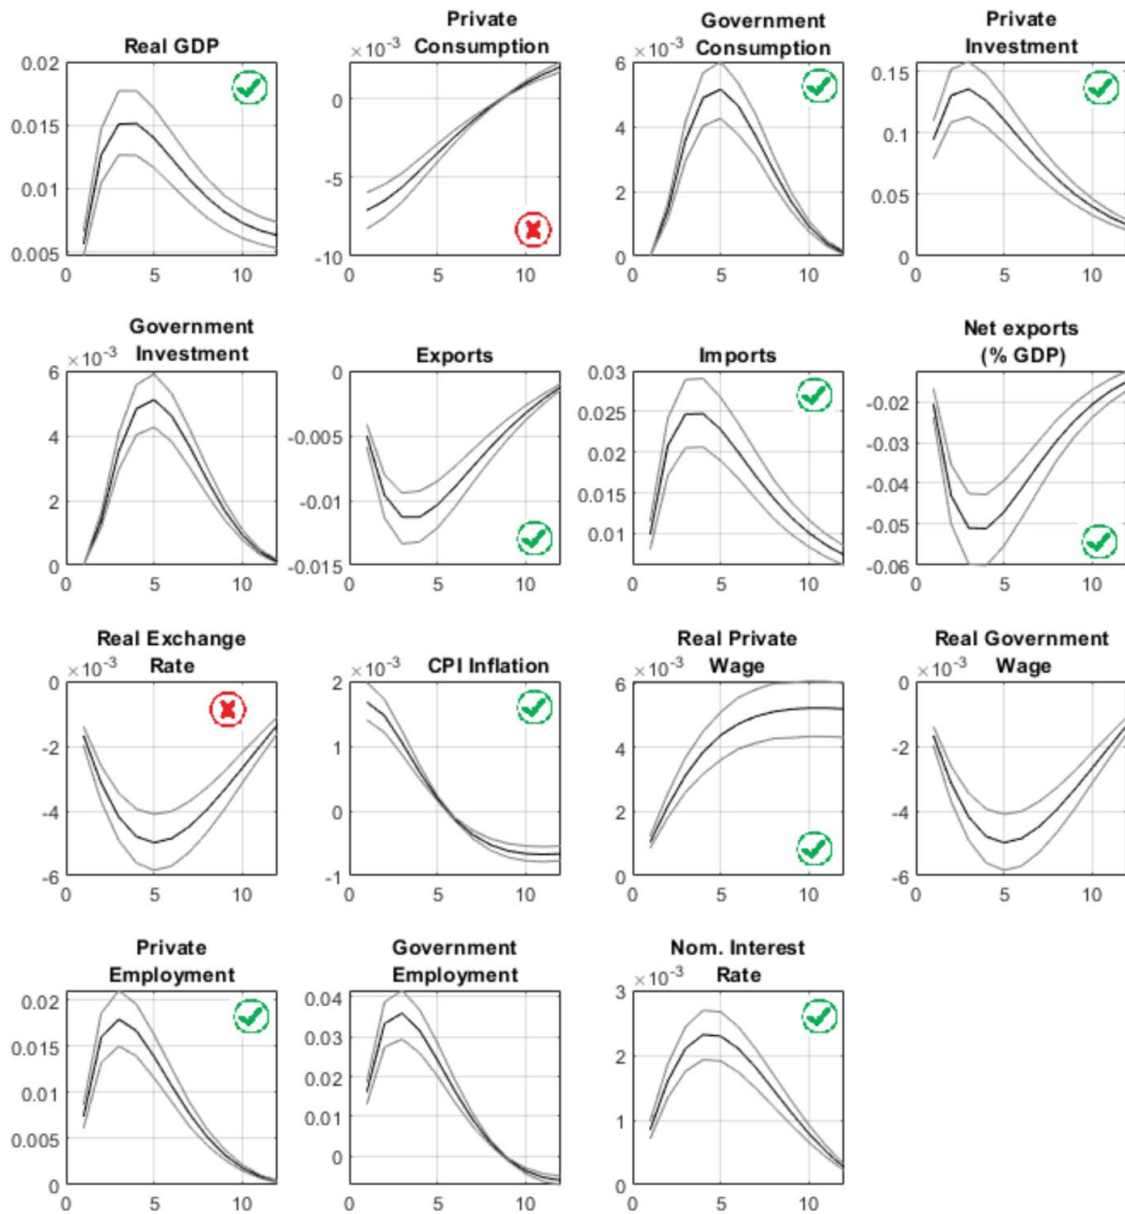 Real GDP
0.02
0.015
0.01
0.005
0 5 10
Private
Consumption
×10-3
0
-5
-10
0 5 10
Government
Consumption
×10-3
6
4
2
0
0 5 10
Private
Investment
0.15
0.1
0.05
0
0 5 10
Government
Investment
×10-3
6
4
2
0
0 5 10
Exports
0
-0.005
-0.01
-0.015
0 5 10
Imports
0.03
0.025
0.02
0.015
0.01
0 5 10
Net exports
(% GDP)
-0.02
-0.03
-0.04
-0.05
-0.06
0 5 10
Real Exchange
Rate
×10-3
0
-2
-4
-6
0 5 10
CPI Inflation
×10-3
2
1
0
-1
0 5 10
Real Private
Wage
×10-3
6
4
2
0
0 5 10
Real Government
Wage
×10-3
0
-2
-4
-6
0 5 10
Private
Employment
0.02
0.015
0.01
0.005
0
0 5 10
Government
Employment
0.04
0.03
0.02
0.01
0
0 5 10
Nom. Interest
Rate
×10-3
3
2
1
0
0 5 10